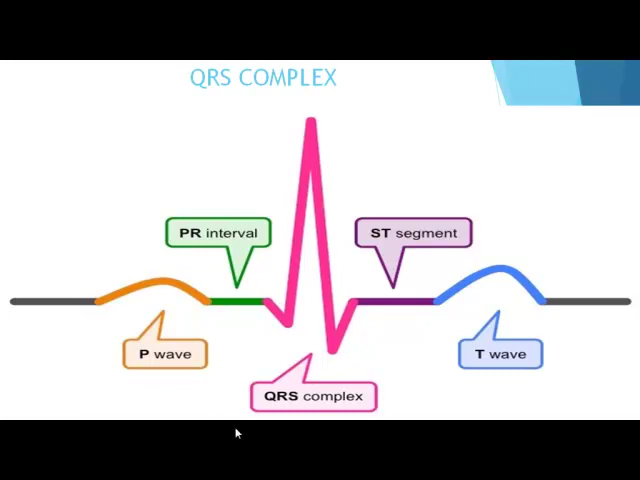 QRS COMPLEX
PR interval
ST segment
P wave
T wave
QRS complex